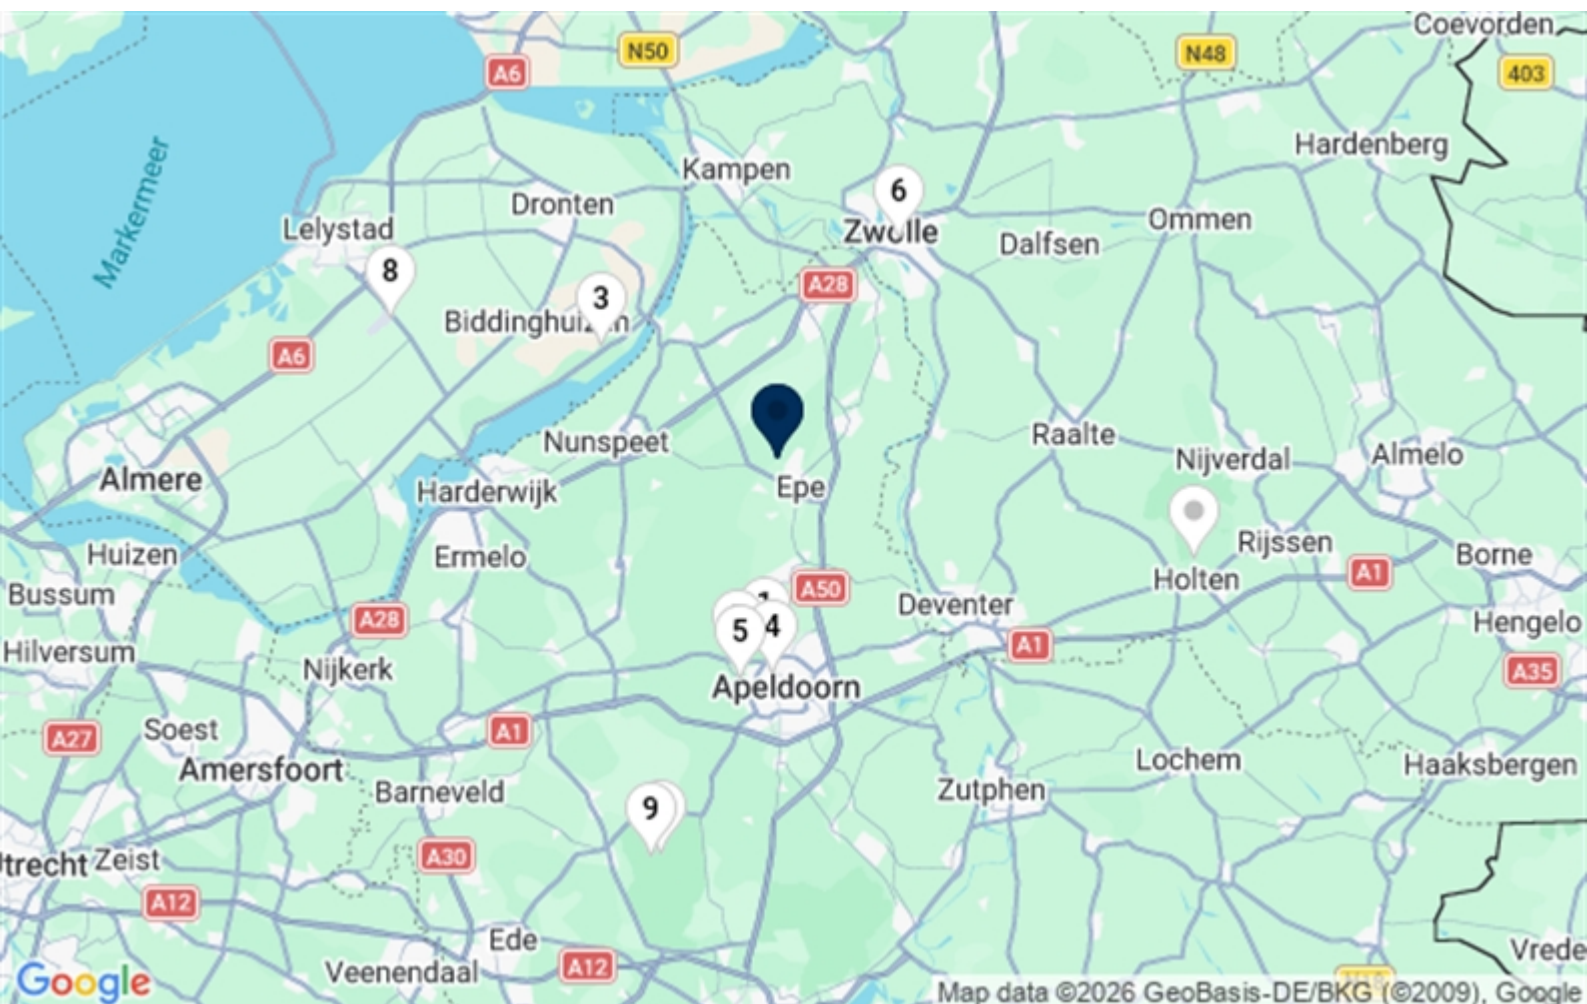 Coevorden
N50
N48
A6
403
Hardenberg
Markermeer
Kampen
6
Dronten
Lelystad
Zwolle
Ommen
Dalfsen
8
3
A28
Biddinghuizen
A6
Nunspeet
Raalte
Nijverdal
Almelo
Almere
Harderwijk
Epe
Huizen
Ermelo
Rijssen
Borne
A1
Holten
Bussum
A50
1
Deventer
A28
5
4
Hengelo
A1
Hilversum
Nijkerk
A35
Apeldoorn
Soest
A27
A1
Amersfoort
Lochem
Haaksbergen
Barneveld
Zutphen
9
Utrecht
Zeist
A30
A12
Ede
Vrede
Veenendaal
A12
Google
Map data ©2026 GeoBasis-DE/BKG (©2009), Google